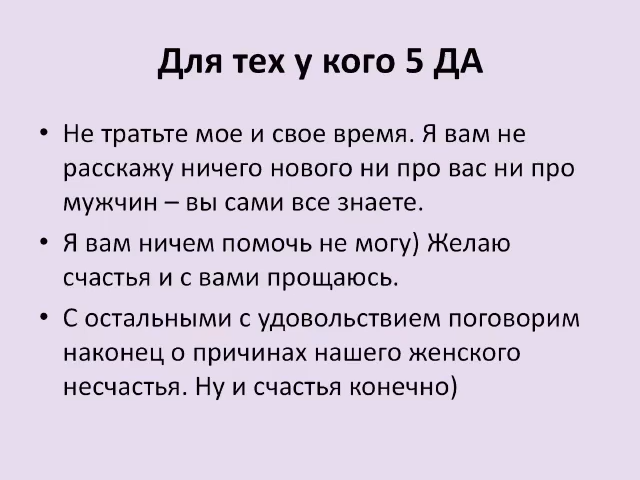 Для тех у кого 5 ДА
• Не тратьте мое и свое время. Я вам не
расскажу ничего нового ни про вас ни про
мужчин – вы сами все знаете.
• Я вам ничем помочь не могу) Желаю
счастья и с вами прощаюсь.
• С остальными с удовольствием поговорим
наконец о причинах нашего женского
несчастья. Ну и счастья конечно)